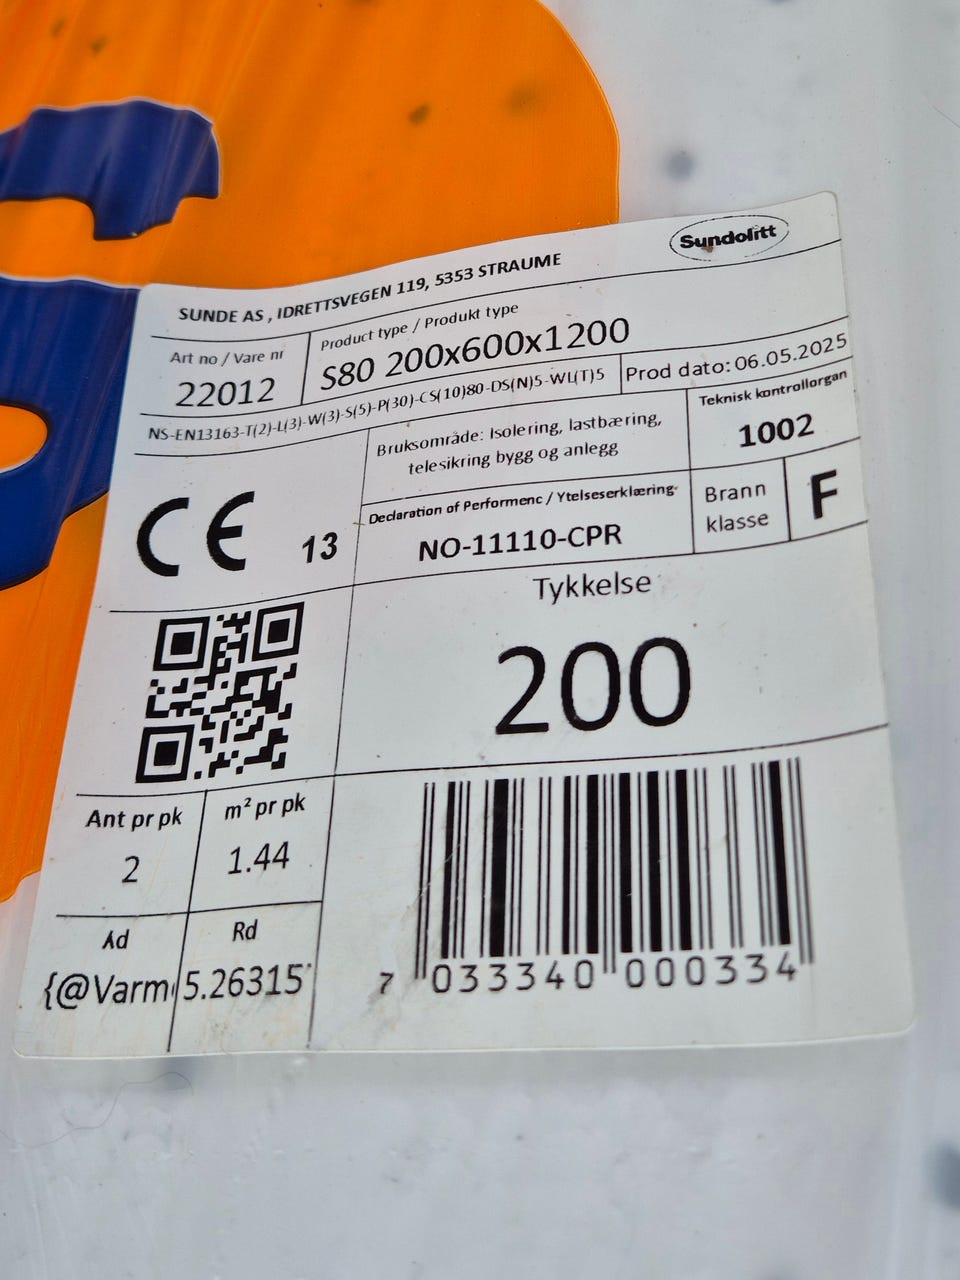 Sundolitt
SUNDE AS , IDRETTSVEGEN 119, 5353 STRAUME
Art no / Vare nr
22012
Product type / Produkt type
S80 200x600x1200
NS-EN13163-T(2)-L(3)-W(3)-S(5)-P(30)-CS(10)80-DS(N)5-WL(T)5
Prod dato: 06.05.2025
CE 13
Bruksområde: Isolering, lastbæring,
telesikring bygg og anlegg
Teknisk kontrollorgan
1002
Declaration of Performenc / Ytelseserklæring
NO-11110-CPR
Brann
klasse
F
Tykkelse
200
Ant pr pk
2
m² pr pk
1.44
λd
{@Varm
Rd
5.26315
7 033340 000334